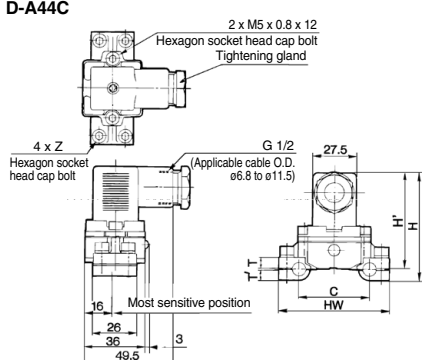 D-A44C
2 x M5 x 0.8 x 12
Hexagon socket head cap bolt
Tightening gland
4 x Z
Hexagon socket
head cap bolt
G 1/2
(Applicable cable O.D.
ø6.8 to ø11.5)
27.5
H'
H
T
T'
C
HW
Most sensitive position
16
26
36
3
49.5